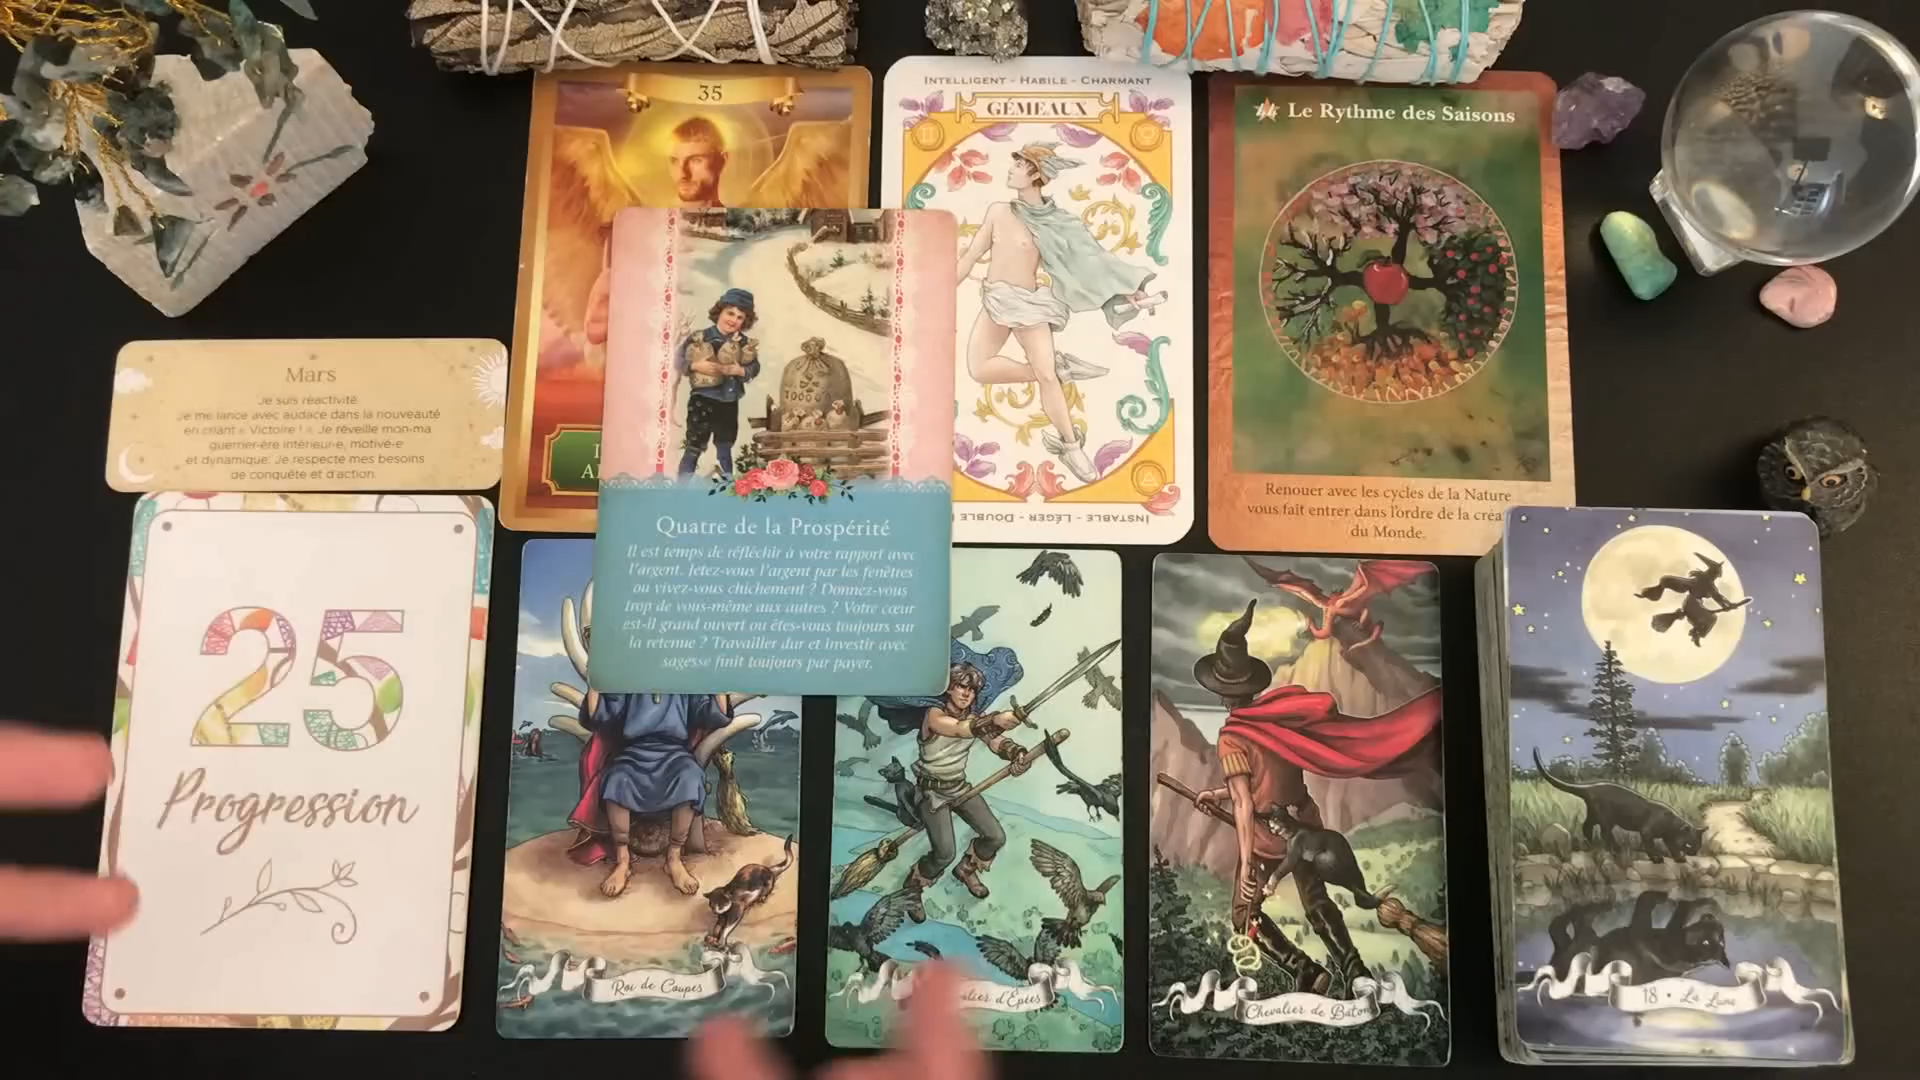 35
INTELLIGENT - HABILE - CHARMANT
GÉMEAUX
INSTABLE - LÉGER - DOUBLE
44 Le Rythme des Saisons
Renouer avec les cycles de la Nature
vous fait entrer dans l'ordre de la
du Monde.
1000
Quatre de la Prospérité
Il est temps de réfléchir à votre rapport avec
l'argent. Jetez-vous l'argent par les fenêtres
ou vivez-vous chichement ? Donnez-vous
trop de vous-même aux autres ? Votre cœur
est-il grand ouvert ou êtes-vous toujours sur
la retenue ? Travailler dur et investir avec
sagesse finit toujours par payer.
Mars
Je suis réactivité.
Je me lance avec audace dans la nouveauté
en criant « Victoire ! ». Je réveille mon·ma
guerrier·ère intérieur·e, motivé·e
et dynamique. Je respecte mes besoins
de conquête et d'action.
25
Progression
Roi de Coupes
d'Épées
Chevalier de Bâton
18 • La Lune